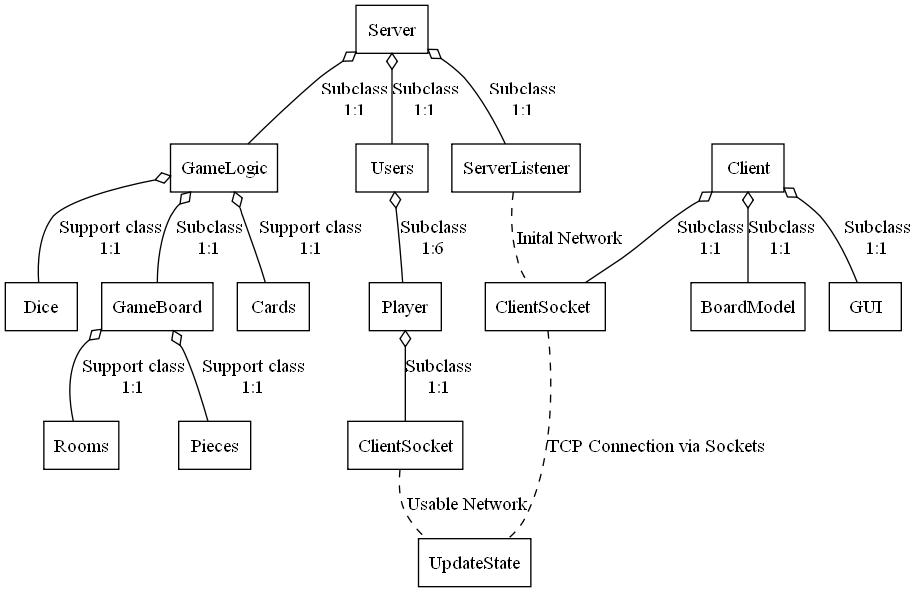 Server
Subclass
1:1
Subclass
1:1
Subclass
1:1
GameLogic
Users
ServerListener
Client
Support class
1:1
Subclass
1:1
Support class
1:1
Subclass
1:6
Inital Network
Subclass
1:1
Subclass
1:1
Subclass
1:1
Dice
GameBoard
Cards
Player
ClientSocket
BoardModel
GUI
Support class
1:1
Support class
1:1
Subclass
1:1
Rooms
Pieces
ClientSocket
TCP Connection via Sockets
Usable Network
UpdateState